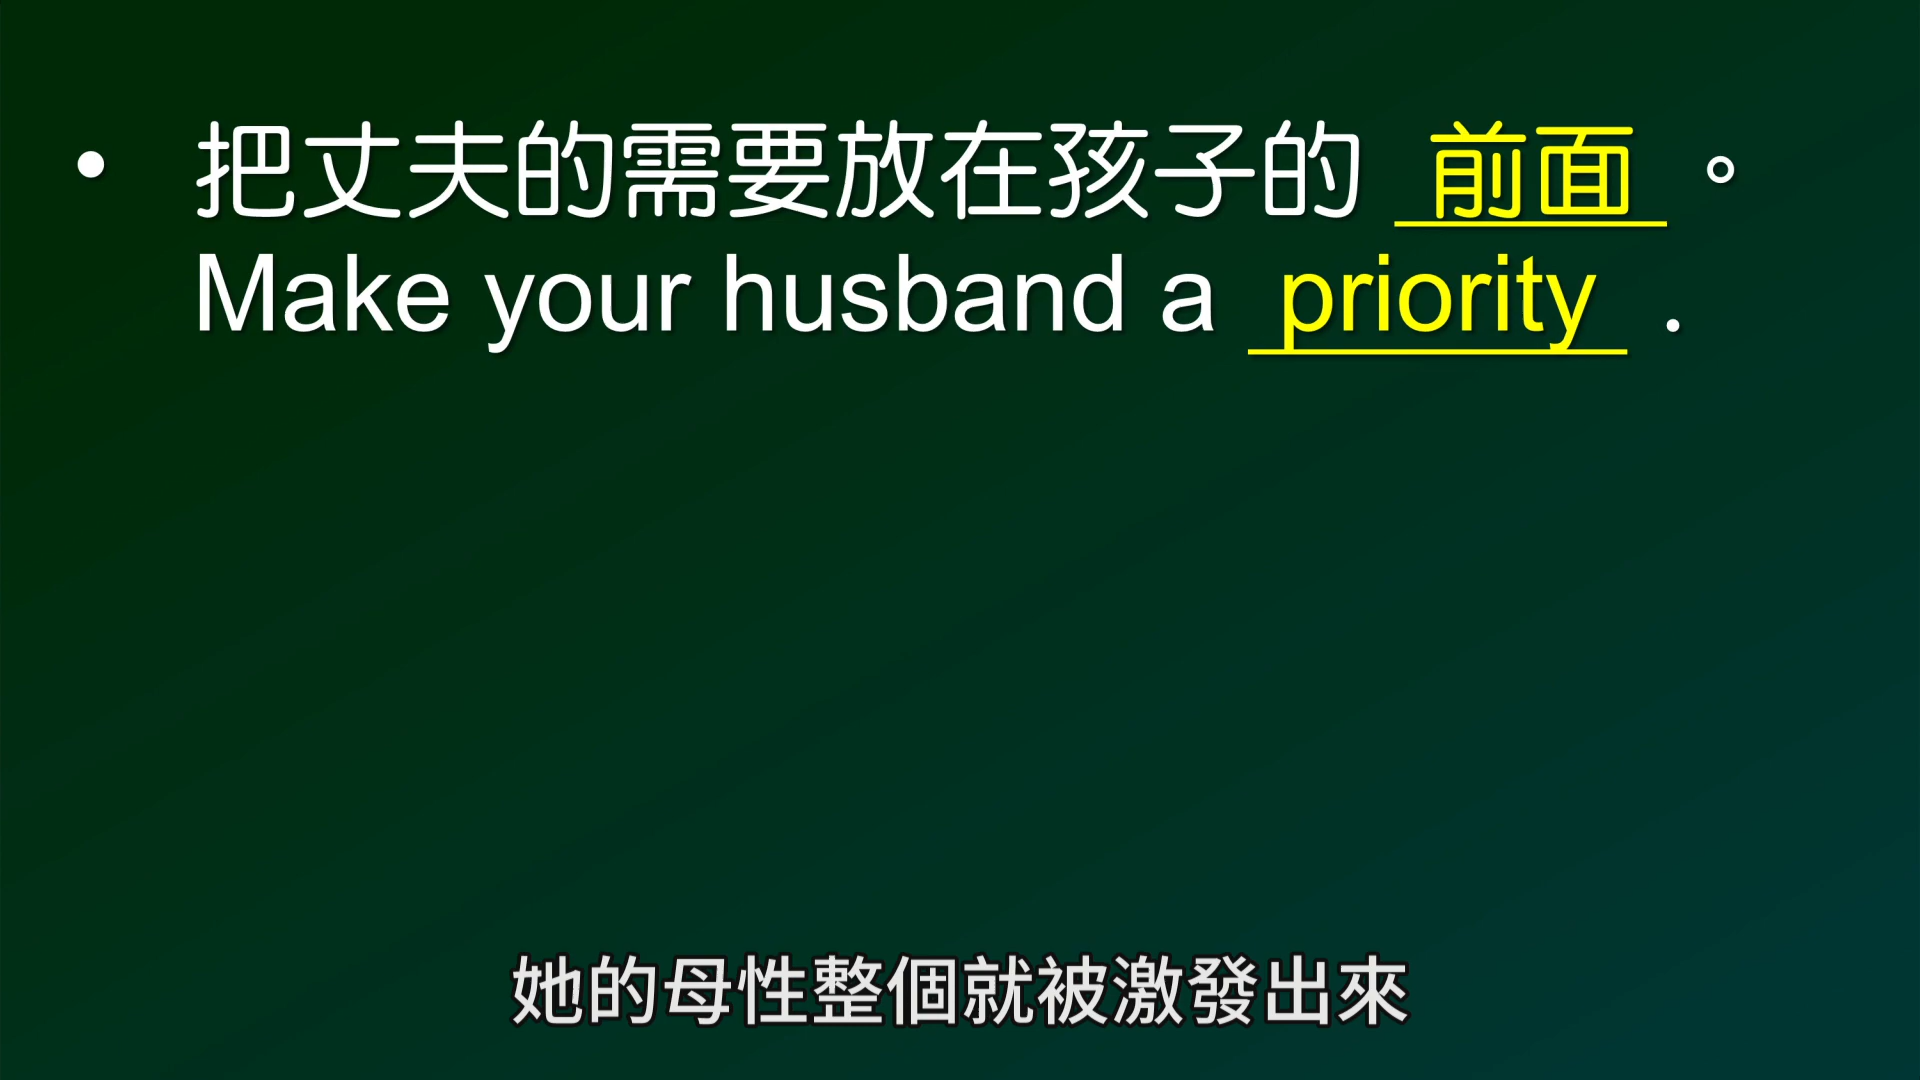 • 把丈夫的需要放在孩子的 前面 。
Make your husband a priority .
她的母性整個就被激發出來